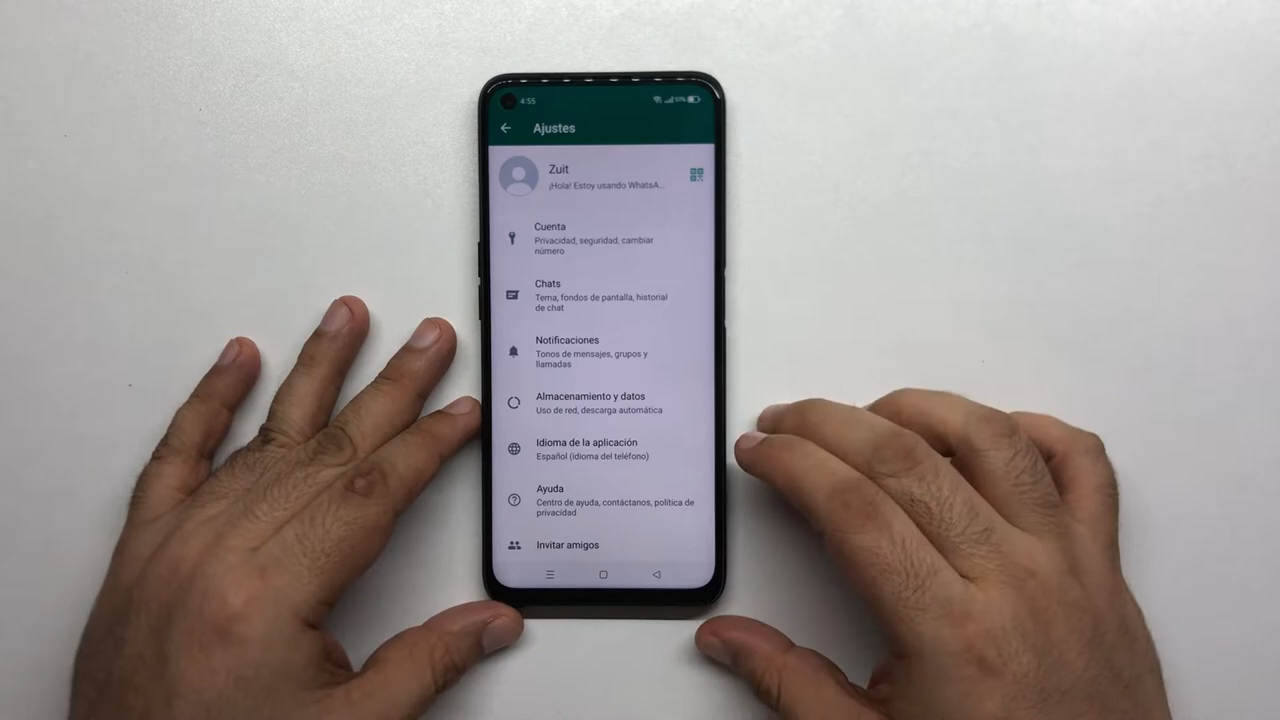 4:55
51%
Ajustes
Zuit
¡Hola! Estoy usando WhatsA...
Cuenta
Privacidad, seguridad, cambiar
número
Chats
Tema, fondos de pantalla, historial
de chat
Notificaciones
Tonos de mensajes, grupos y
llamadas
Almacenamiento y datos
Uso de red, descarga automática
Idioma de la aplicación
Español (idioma del teléfono)
Ayuda
Centro de ayuda, contáctanos, política de
privacidad
Invitar amigos